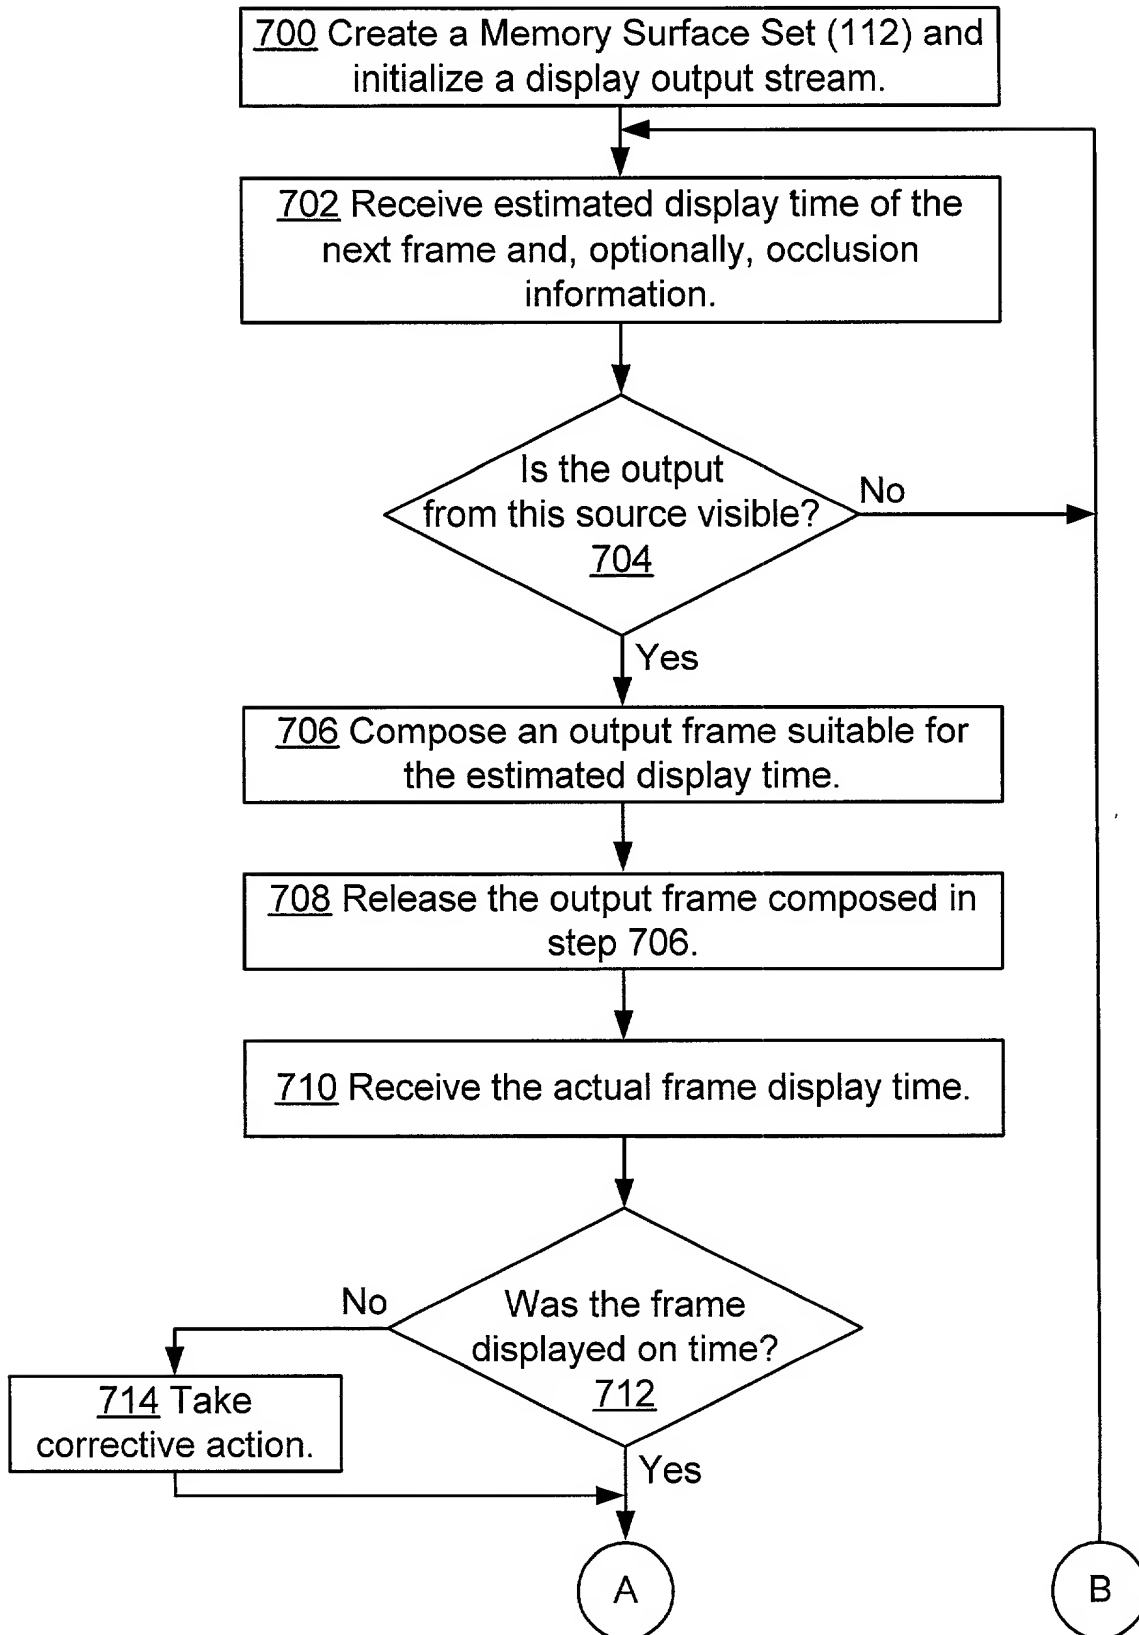 700 Create a Memory Surface Set (112) and
initialize a display output stream.
702 Receive estimated display time of the
next frame and, optionally, occlusion
information.
Is the output
from this source visible?
704
No
Yes
706 Compose an output frame suitable for
the estimated display time.
708 Release the output frame composed in
step 706.
710 Receive the actual frame display time.
No
Was the frame
displayed on time?
712
714 Take
corrective action.
Yes
A
B